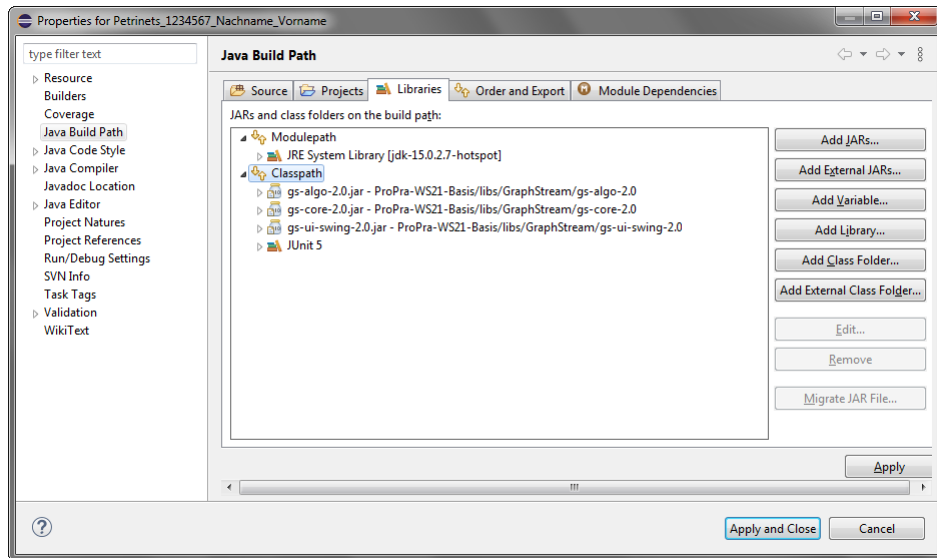 Properties for Petrinets_1234567_Nachname_Vorname
type filter text
Resource
Builders
Coverage
Java Build Path
Java Code Style
Java Compiler
Javadoc Location
Java Editor
Project Natures
Project References
Run/Debug Settings
SVN Info
Task Tags
Validation
WikiText
Java Build Path
Source
Projects
Libraries
Order and Export
Module Dependencies
JARs and class folders on the build path:
Modulepath
JRE System Library [jdk-15.0.2.7-hotspot]
Classpath
gs-algo-2.0.jar - ProPra-WS21-Basis/libs/GraphStream/gs-algo-2.0
gs-core-2.0.jar - ProPra-WS21-Basis/libs/GraphStream/gs-core-2.0
gs-ui-swing-2.0.jar - ProPra-WS21-Basis/libs/GraphStream/gs-ui-swing-2.0
JUnit 5
Add JARs...
Add External JARs...
Add Variable...
Add Library...
Add Class Folder...
Add External Class Folder...
Edit...
Remove
Migrate JAR File...
Apply
Apply and Close
Cancel